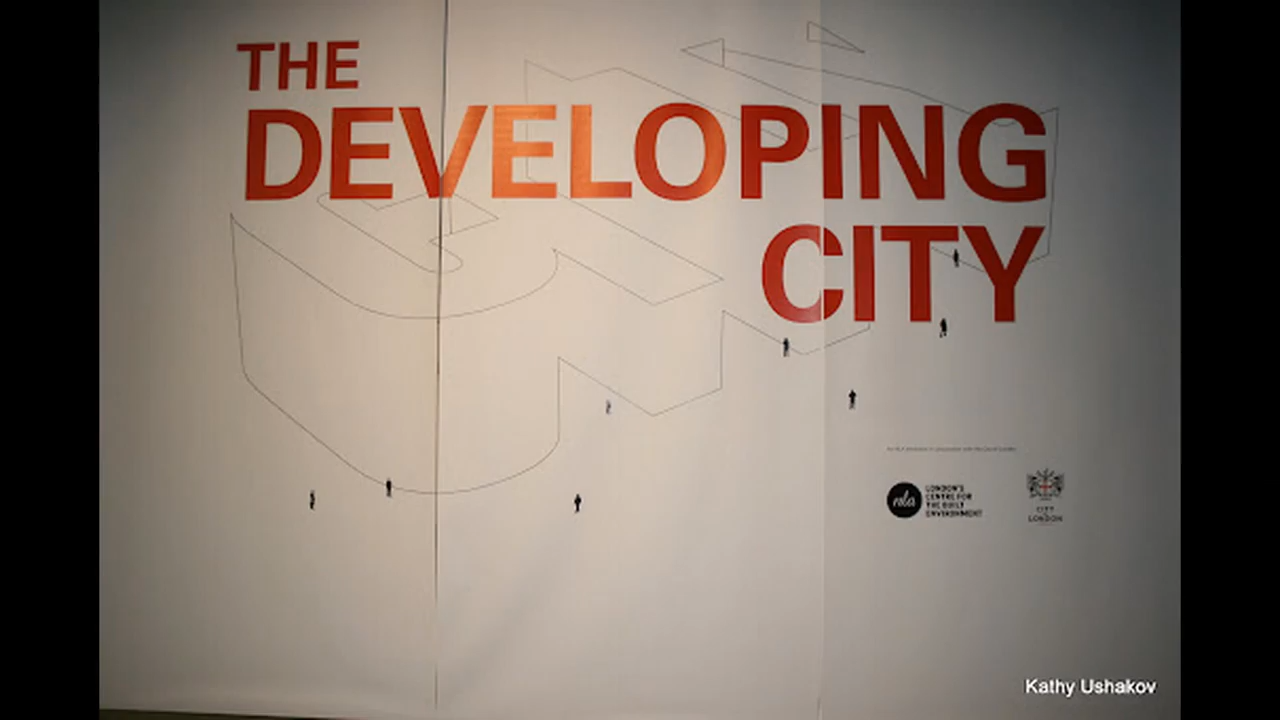 THE
DEVELOPING
CITY
nla
LONDON'S
CENTRE FOR
THE BUILT
ENVIRONMENT
CITY
LONDON
Kathy Ushakov